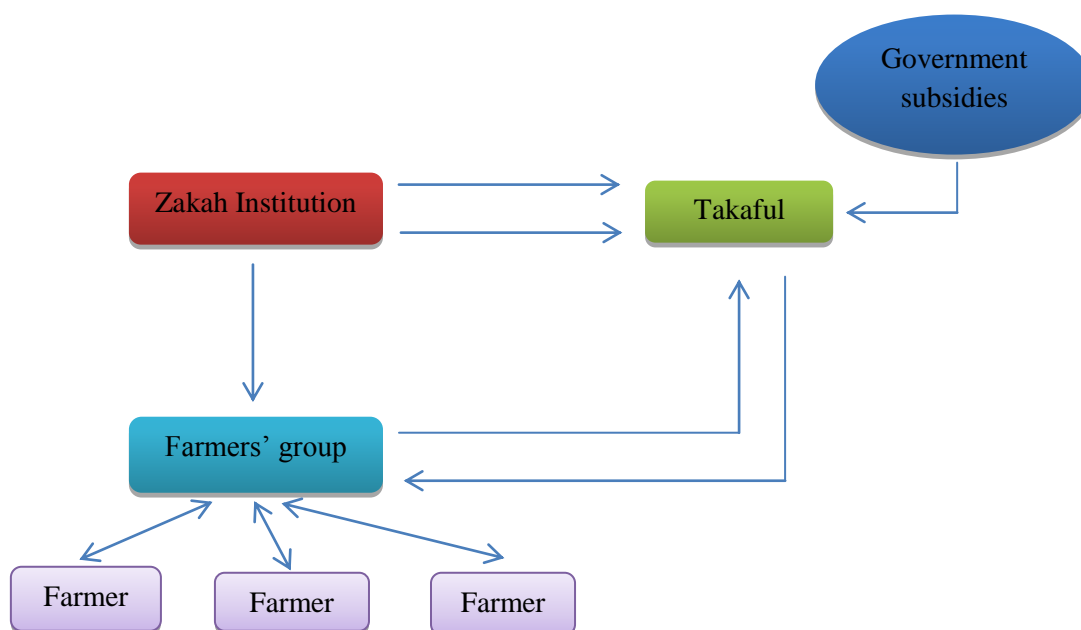 Government
subsidies
Zakah Institution
Takaful
Farmers’ group
Farmer
Farmer
Farmer